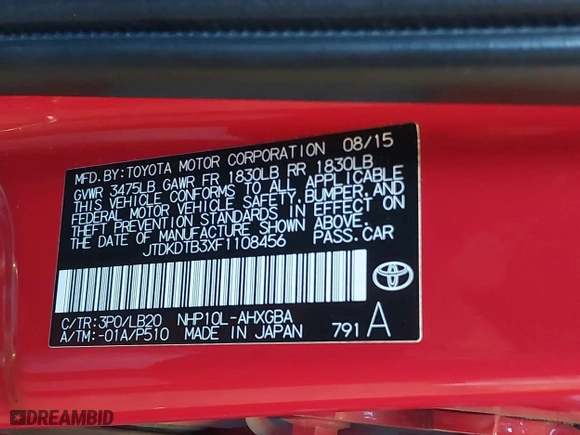 MFD.BY:TOYOTA MOTOR CORPORATION 08/15
GVWR 3475LB GAWR FR 1830LB RR 1830LB
THIS VEHICLE CONFORMS TO ALL APPLICABLE
FEDERAL MOTOR VEHICLE SAFETY,BUMPER,AND
THEFT PREVENTION STANDARDS IN EFFECT ON
THE DATE OF MANUFACTURE SHOWN ABOVE.
JTDKDTB3XF1108456 PASS.CAR
C/TR:3P0/LB20 NHP10L-AHXGBA
A/TM:-01A/P510 MADE IN JAPAN 791 A
DREAMBID